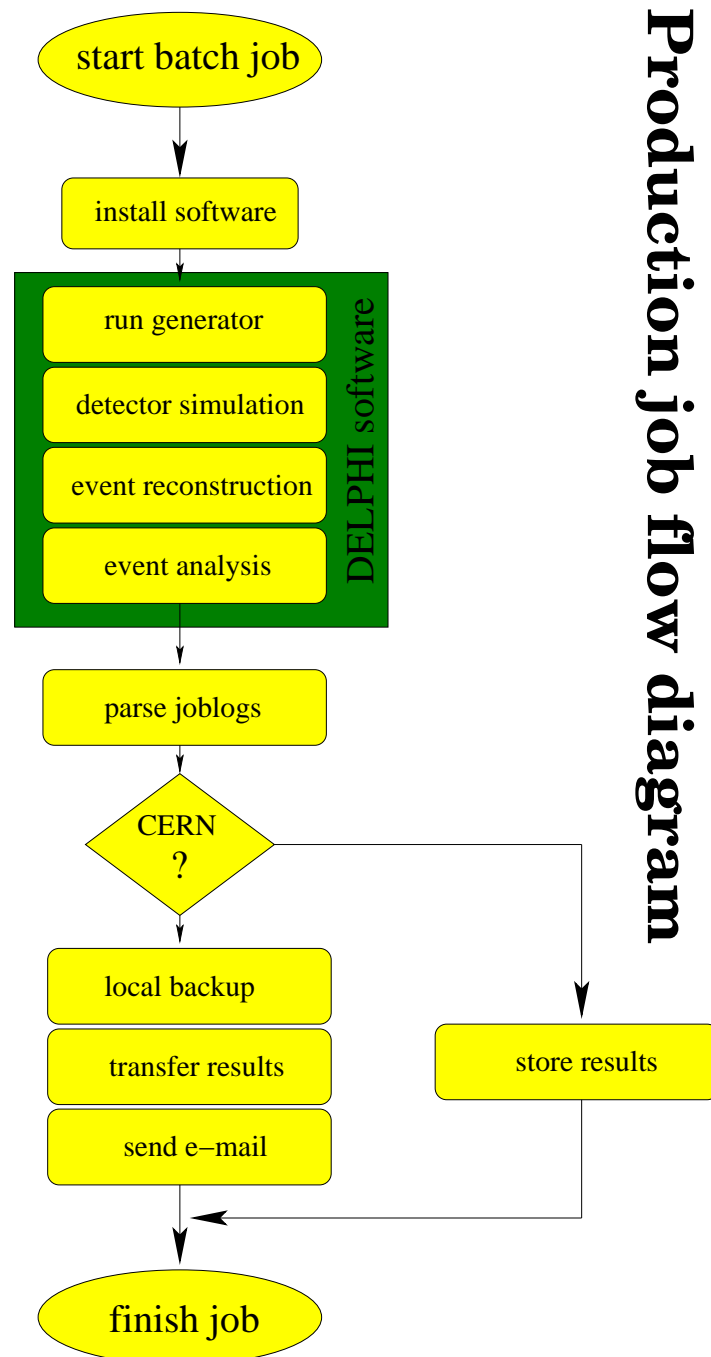 Production job flow diagram
start batch job
install software
run generator
detector simulation
event reconstruction
event analysis
DELPHI software
parse joblogs
CERN
?
local backup
transfer results
send e−mail
store results
finish job